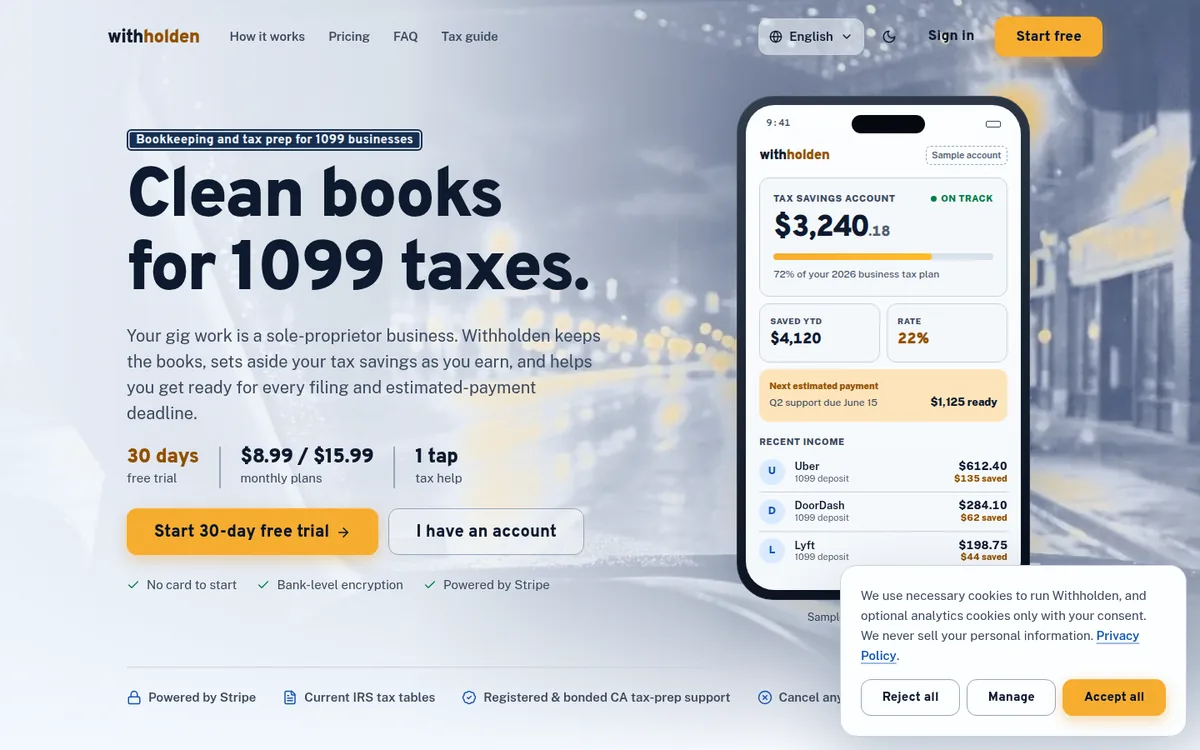 withholden How it works Pricing FAQ Tax guide English Sign in Start free
Bookkeeping and tax prep for 1099 businesses
Clean books
for 1099 taxes.
Your gig work is a sole-proprietor business. Withholden keeps
the books, sets aside your tax savings as you earn, and helps
you get ready for every filing and estimated-payment
deadline.
30 days $8.99 / $15.99 1 tap
free trial monthly plans tax help
Start 30-day free trial → I have an account
No card to start Bank-level encryption Powered by Stripe
9:41
withholden Sample account
TAX SAVINGS ACCOUNT ON TRACK
$3,240.18
72% of your 2026 business tax plan
SAVED YTD RATE
$4,120 22%
Next estimated payment
Q2 support due June 15 $1,125 ready
RECENT INCOME
U Uber $612.40
1099 deposit $135 saved
D DoorDash $284.10
1099 deposit $62 saved
L Lyft $198.75
1099 deposit $44 saved
Powered by Stripe Current IRS tax tables Registered & bonded CA tax-prep support Cancel
We use necessary cookies to run Withholden, and
optional analytics cookies only with your consent.
We never sell your personal information. Privacy
Policy.
Reject all Manage Accept all